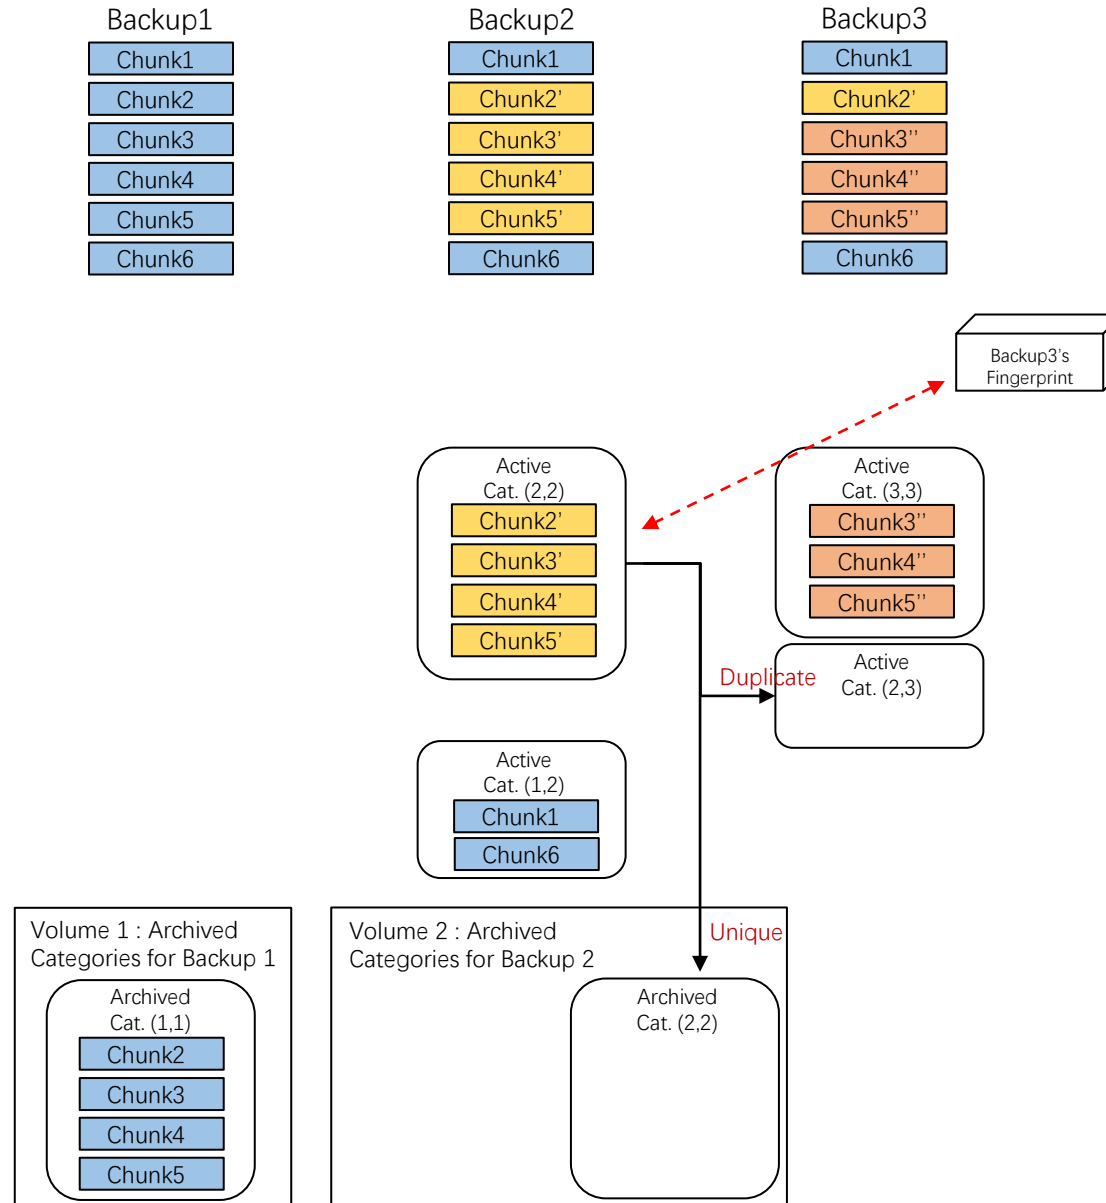 Backup1
Chunk1
Chunk2
Chunk3
Chunk4
Chunk5
Chunk6
Backup2
Chunk1
Chunk2'
Chunk3'
Chunk4'
Chunk5'
Chunk6
Backup3
Chunk1
Chunk2'
Chunk3''
Chunk4''
Chunk5''
Chunk6
Backup3's
Fingerprint
Active
Cat. (2,2)
Chunk2'
Chunk3'
Chunk4'
Chunk5'
Active
Cat. (3,3)
Chunk3''
Chunk4''
Chunk5''
Duplicate
Active
Cat. (2,3)
Active
Cat. (1,2)
Chunk1
Chunk6
Volume 1 : Archived
Categories for Backup 1
Archived
Cat. (1,1)
Chunk2
Chunk3
Chunk4
Chunk5
Volume 2 : Archived
Categories for Backup 2
Unique
Archived
Cat. (2,2)